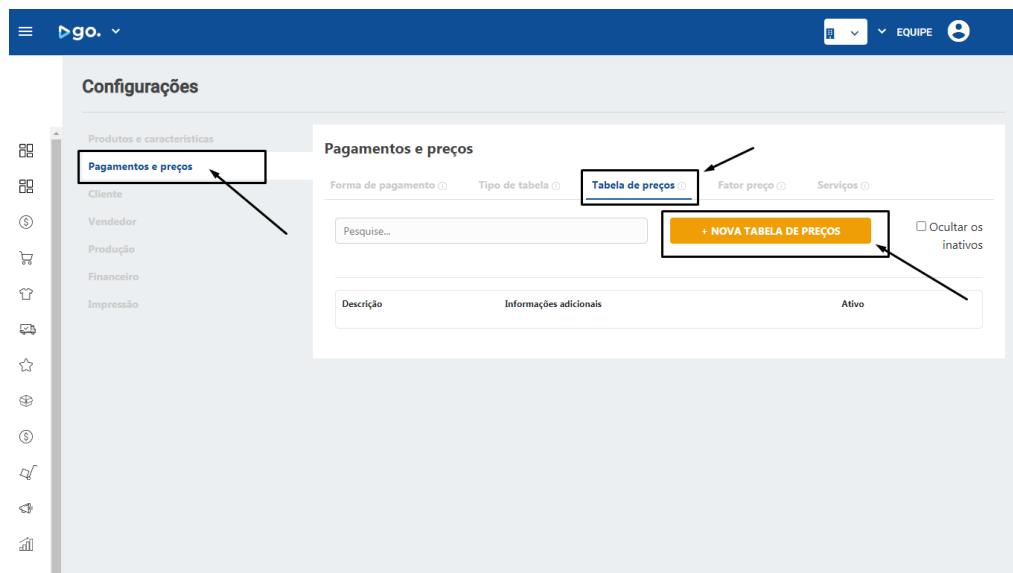 go.
EQUIPE
Configurações
Produtos e características
Pagamentos e preços
Cliente
Vendedor
Produção
Financeiro
Impressão
Pagamentos e preços
Forma de pagamento Tipo de tabela Tabela de preços Fator preço Serviços
Pesquise...
+ NOVA TABELA DE PREÇOS
Ocultar os
inativos
Descrição Informações adicionais Ativo